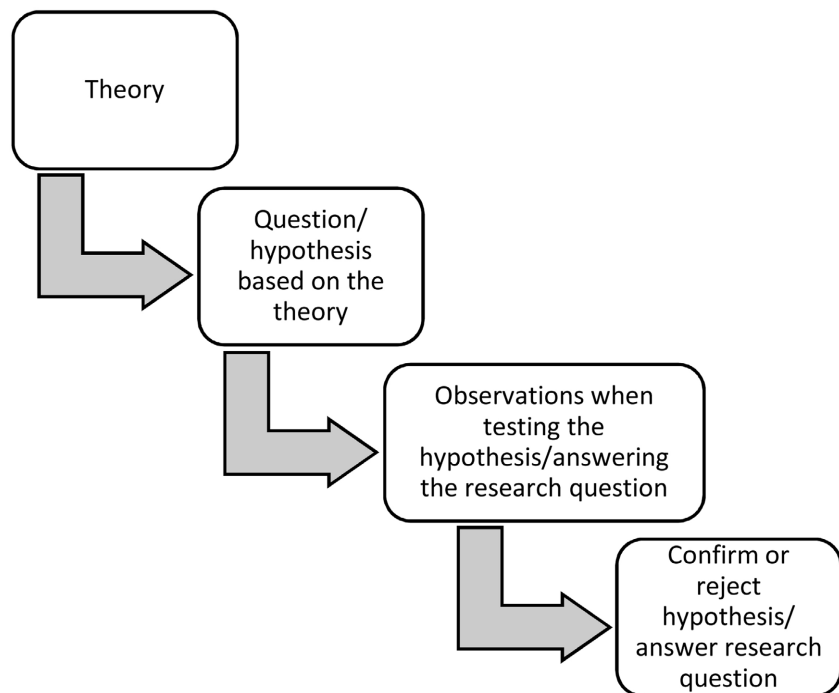 Theory
Question/
hypothesis
based on the
theory
Observations when
testing the
hypothesis/answering
the research question
Confirm or
reject
hypothesis/
answer research
question